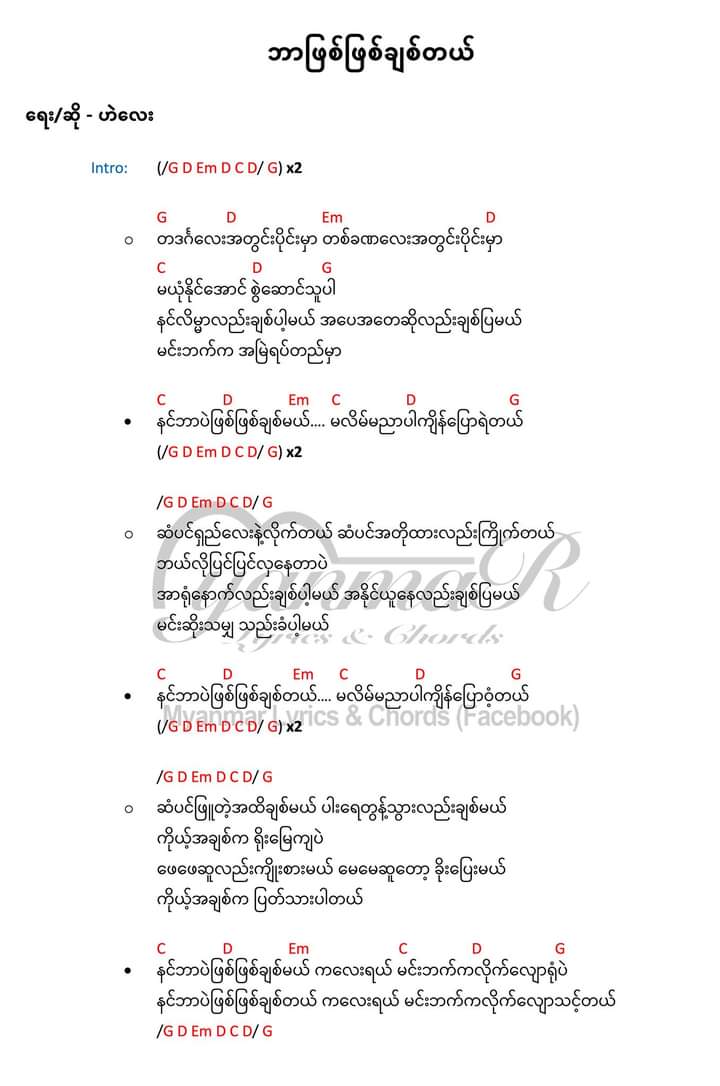 ဘာဖြစ်ဖြစ်ချစ်တယ်
ရေး/ဆို - ဟဲလေး
Intro: (/G D Em D C D/ G) x2
G D Em D
○ တဒင်္ဂလေးအတွင်းပိုင်းမှာ တစ်ခဏလေးအတွင်းပိုင်းမှာ
C D G
မယုံနိုင်အောင် စွဲဆောင်သူပါ
နင်လိမ္မာလည်းချစ်ပါ့မယ် အပေအတေဆိုလည်းချစ်ပြမယ်
မင်းဘက်က အမြဲရပ်တည်မှာ
C D Em C D G
• နင်ဘာပဲဖြစ်ဖြစ်ချစ်မယ်.... မလိမ်မညာပါကျိန်ပြောရဲတယ်
(/G D Em D C D/ G) x2
/G D Em D C D/ G
○ ဆံပင်ရှည်လေးနဲ့လိုက်တယ် ဆံပင်အတိုထားလည်းကြိုက်တယ်
ဘယ်လိုပြင်ပြင်လှနေတာပဲ
အာရုံနောက်လည်းချစ်ပါ့မယ် အနိုင်ယူနေလည်းချစ်ပြမယ်
မင်းဆိုးသမျှ သည်းခံပါ့မယ်
MyanmaR
Lyrics & Chords
C D Em C D G
• နင်ဘာပဲဖြစ်ဖြစ်ချစ်တယ်.... မလိမ်မညာပါကျိန်ပြောဝံ့တယ်
Myanmar Lyrics & Chords (Facebook)
(/G D Em D C D/ G) x2
/G D Em D C D/ G
○ ဆံပင်ဖြူတဲ့အထိချစ်မယ် ပါးရေတွန့်သွားလည်းချစ်မယ်
ကိုယ့်အချစ်က ရိုးမြေကျပဲ
ဖေဖေဆူလည်းကျိုးစားမယ် မေမေဆူတော့ ခိုးပြေးမယ်
ကိုယ့်အချစ်က ပြတ်သားပါတယ်
C D Em C D G
• နင်ဘာပဲဖြစ်ဖြစ်ချစ်မယ် ကလေးရယ် မင်းဘက်ကလိုက်လျောရုံပဲ
နင်ဘာပဲဖြစ်ဖြစ်ချစ်တယ် ကလေးရယ် မင်းဘက်ကလိုက်လျောသင့်တယ်
/G D Em D C D/ G